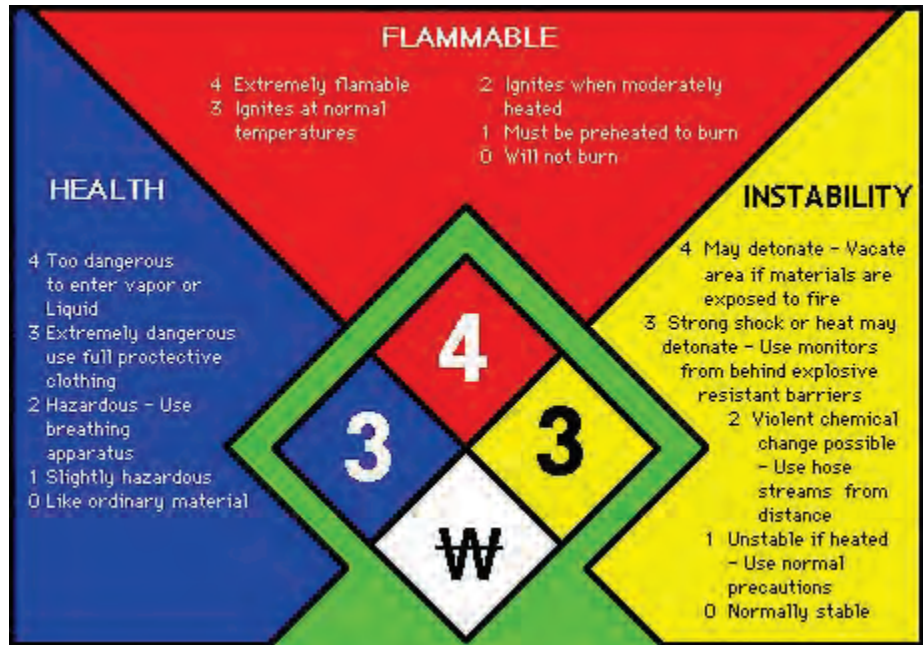 FLAMMABLE
4 Extremely flamable
3 Ignites at normal
temperatures
2 Ignites when moderately
heated
1 Must be preheated to burn
0 Will not burn
HEALTH
4 Too dangerous
to enter vapor or
Liquid
3 Extremely dangerous
use full proctective
clothing
2 Hazardous - Use
breathing
apparatus
1 Slightly hazardous
0 Like ordinary material
INSTABILITY
4 May detonate - Vacate
area if materials are
exposed to fire
3 Strong shock or heat may
detonate - Use monitors
from behind explosive
resistant barriers
2 Violent chemical
change possible
- Use hose
streams from
distance
1 Unstable if heated
- Use normal
precautions
0 Normally stable
4
3
3
W